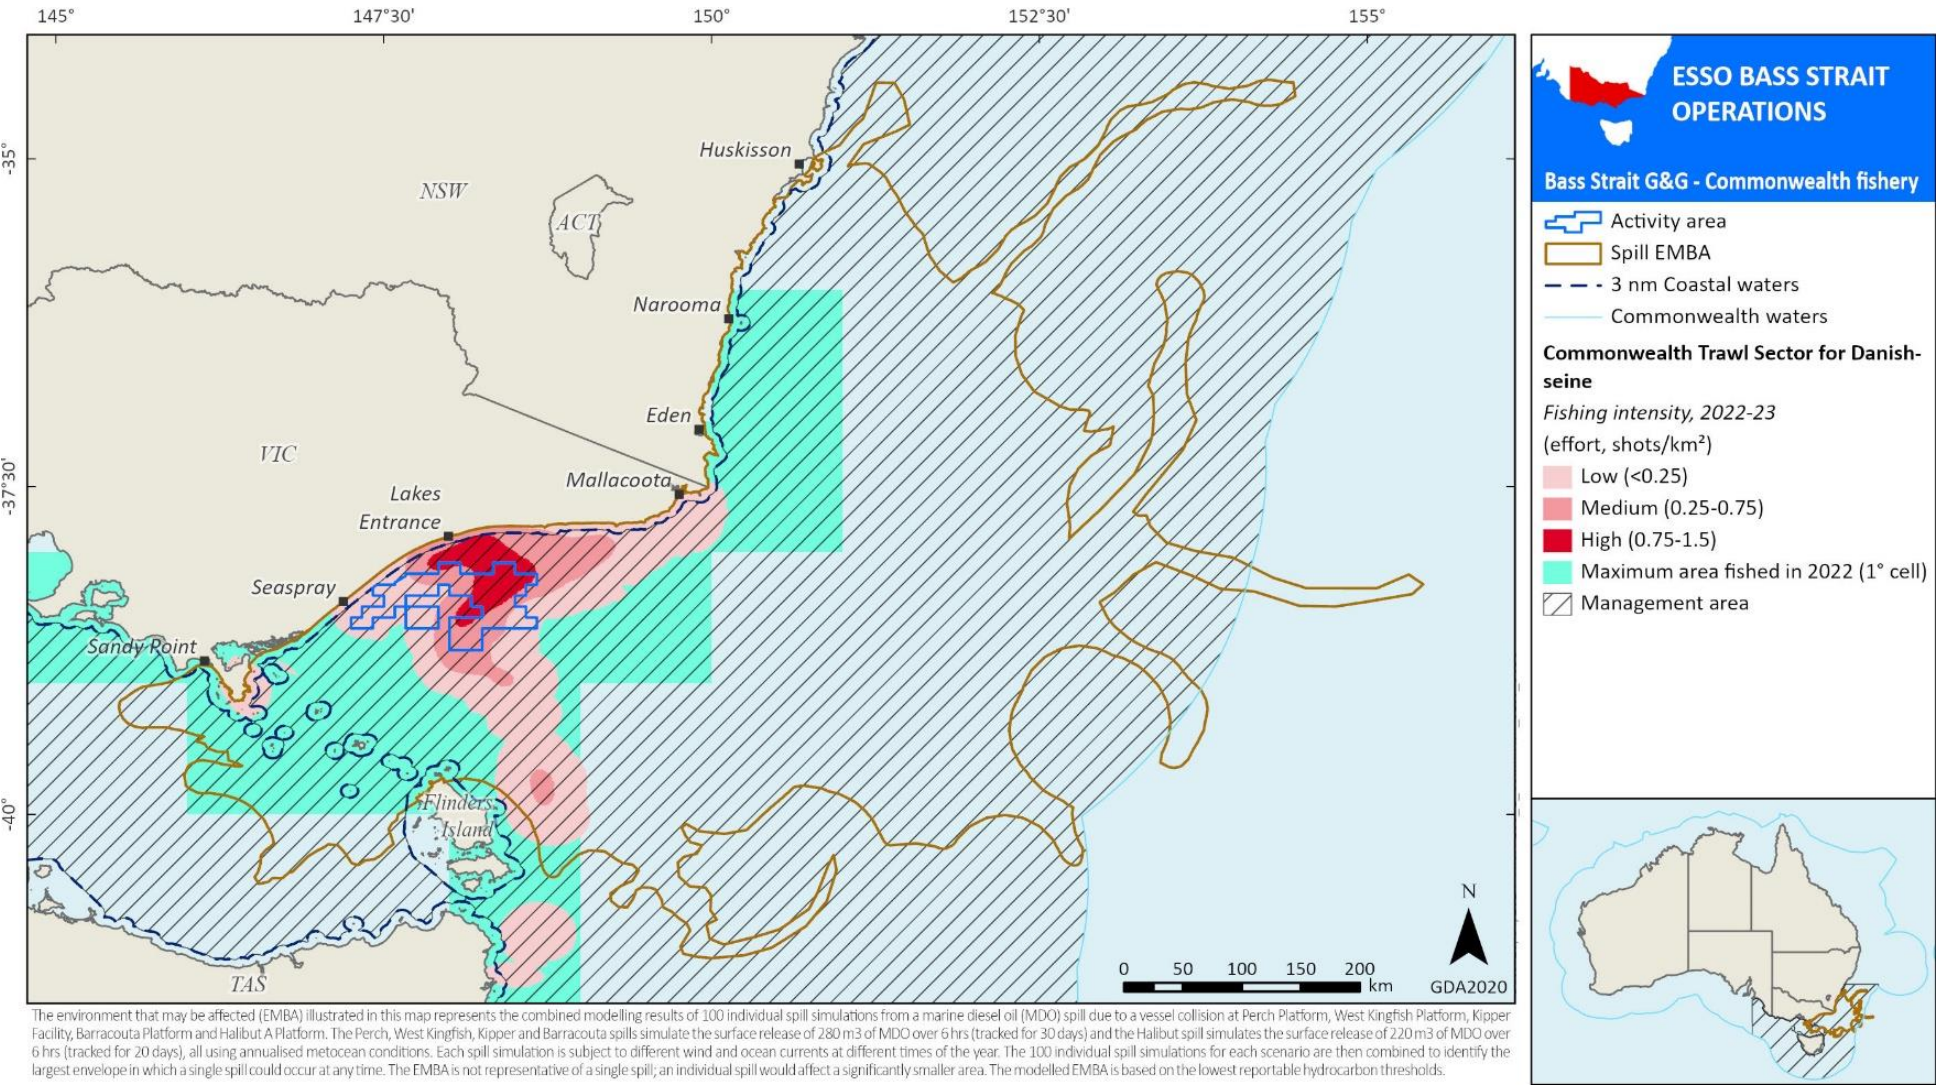 145°
147°30'
150°
152°30'
155°
-35°
-37°30'
-40°
Huskisson
NSW
ACT
Narooma
Eden
VIC
Mallacoota
Lakes
Entrance
Seaspray
Sandy Point
Flinders
Island
TAS
N
0 50 100 150 200
km
GDA2020
ESSO BASS STRAIT
OPERATIONS
Bass Strait G&G - Commonwealth fishery
Activity area
Spill EMBA
3 nm Coastal waters
Commonwealth waters
Commonwealth Trawl Sector for Danish-
seine
Fishing intensity, 2022-23
(effort, shots/km²)
Low (<0.25)
Medium (0.25-0.75)
High (0.75-1.5)
Maximum area fished in 2022 (1° cell)
Management area
The environment that may be affected (EMBA) illustrated in this map represents the combined modelling results of 100 individual spill simulations from a marine diesel oil (MDO) spill due to a vessel collision at Perch Platform, West Kingfish Platform, Kipper
Facility, Barracouta Platform and Halibut A Platform. The Perch, West Kingfish, Kipper and Barracouta spills simulate the surface release of 280 m3 of MDO over 6 hrs (tracked for 30 days) and the Halibut spill simulates the surface release of 220 m3 of MDO over
6 hrs (tracked for 20 days), all using annualised metocean conditions. Each spill simulation is subject to different wind and ocean currents at different times of the year. The 100 individual spill simulations for each scenario are then combined to identify the
largest envelope in which a single spill could occur at any time. The EMBA is not representative of a single spill; an individual spill would affect a significantly smaller area. The modelled EMBA is based on the lowest reportable hydrocarbon thresholds.